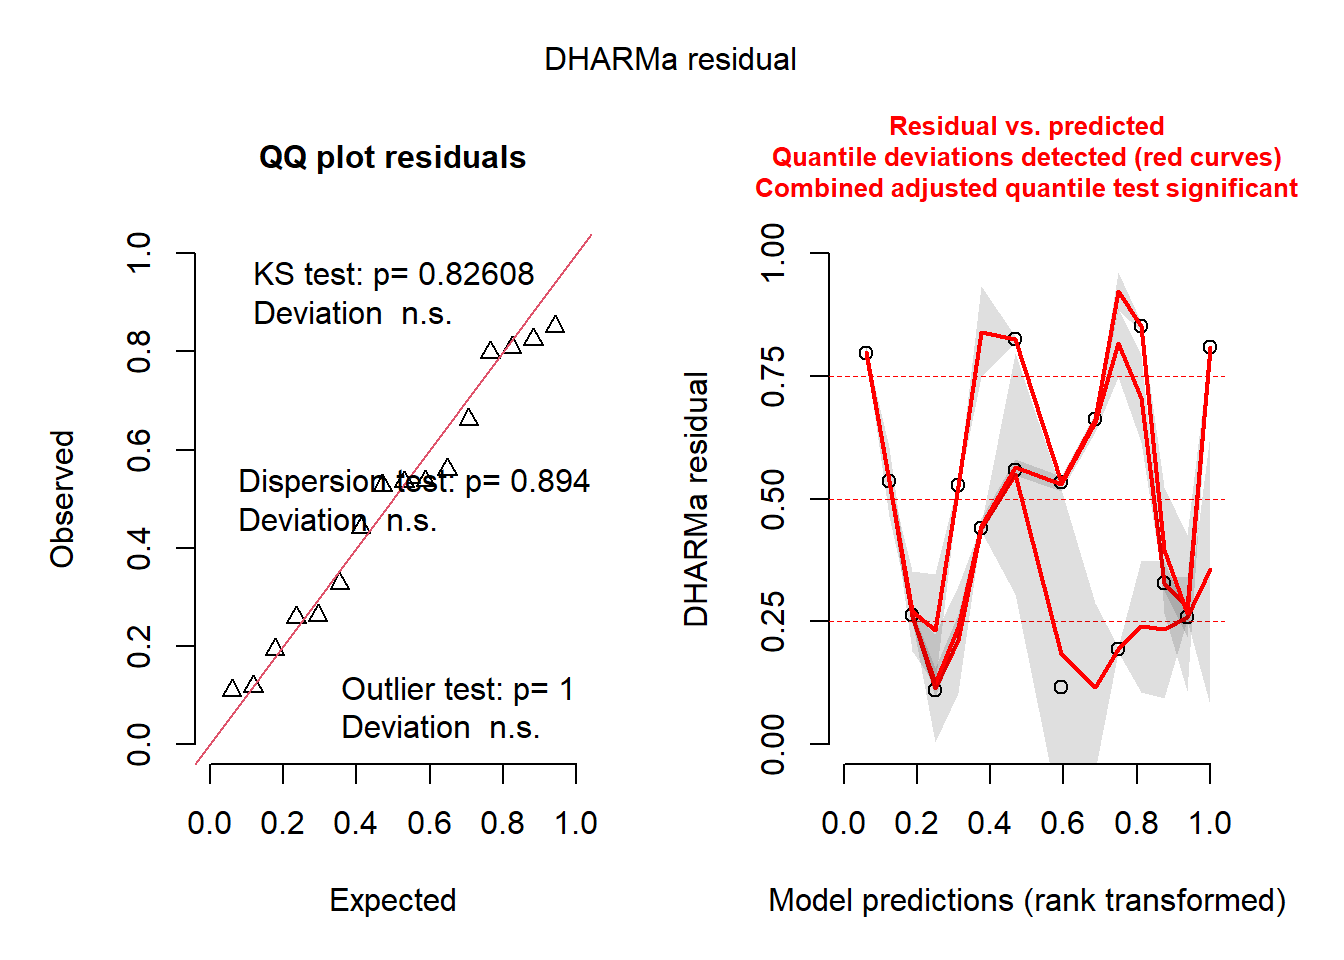 DHARMa residual
QQ plot residuals
KS test: p= 0.82608
Deviation  n.s.
Dispersion test: p= 0.894
Deviation  n.s.
Outlier test: p= 1
Deviation  n.s.
Observed
0.0
0.2
0.4
0.6
0.8
1.0
0.0 0.2 0.4 0.6 0.8 1.0
Expected
Residual vs. predicted
Quantile deviations detected (red curves)
Combined adjusted quantile test significant
DHARMa residual
0.00
0.25
0.50
0.75
1.00
0.0 0.2 0.4 0.6 0.8 1.0
Model predictions (rank transformed)